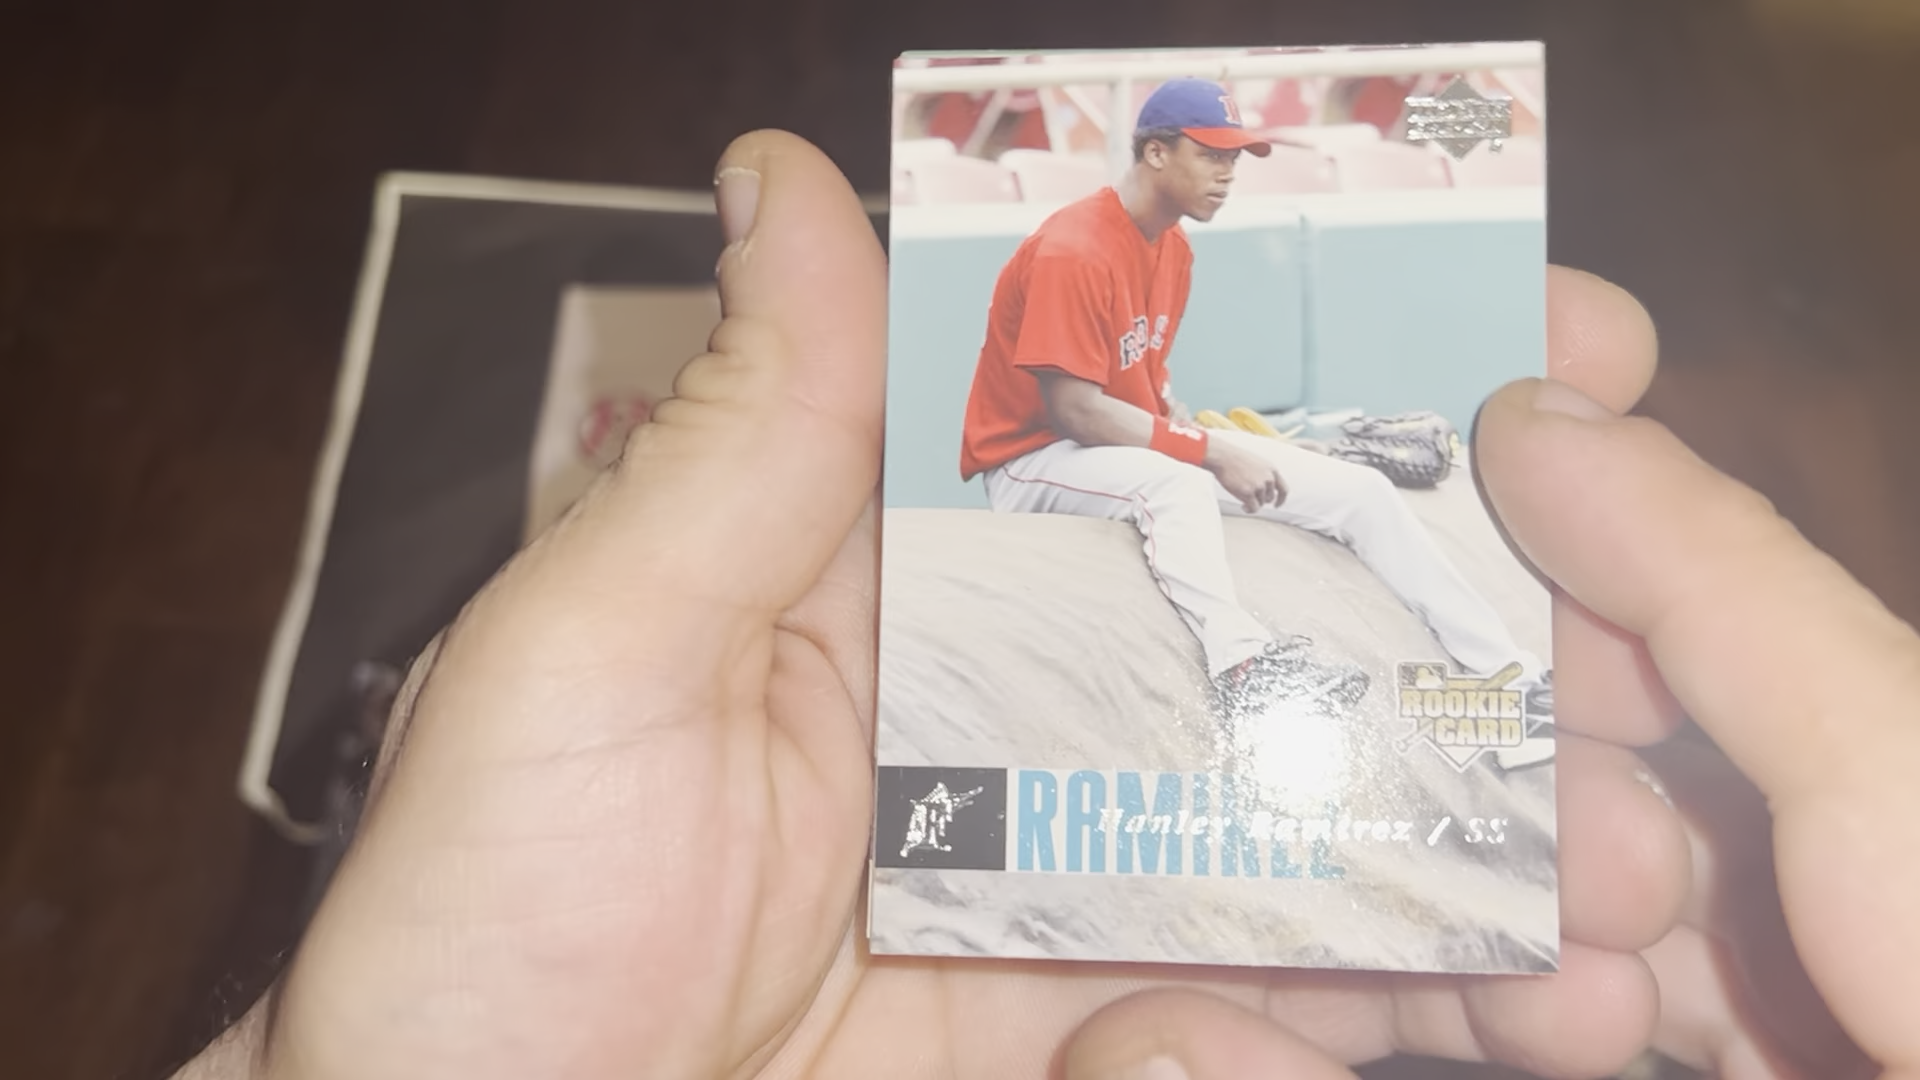 ROOKIE
CARD
RAMIREZ
Hanley Ramirez / SS